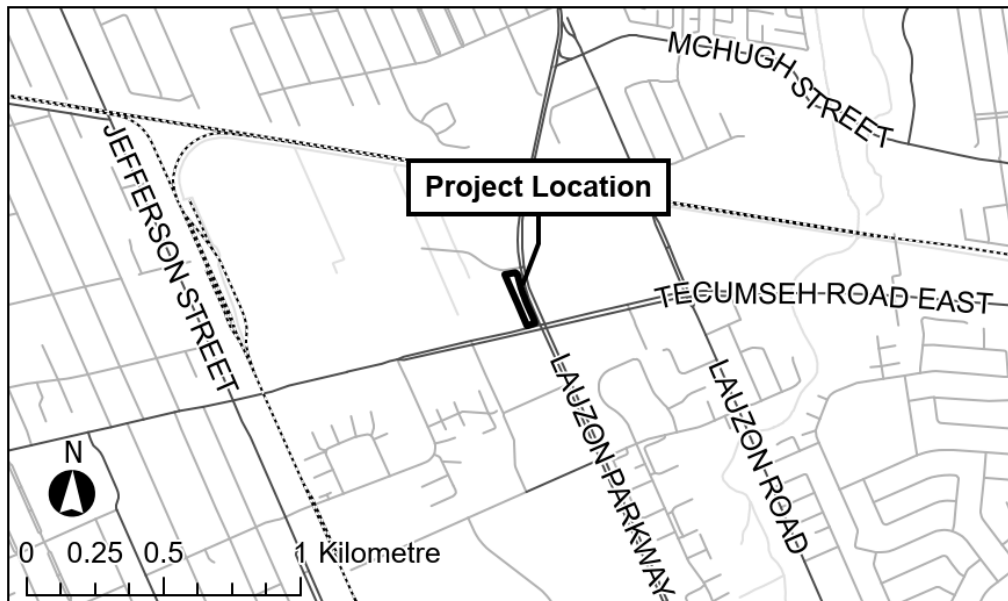 MCHUGH STREET
JEFFERSON STREET
Project Location
TECUMSEH ROAD EAST
LAUZON PARKWAY
LAUZON ROAD
N
0 0.25 0.5 1 Kilometre